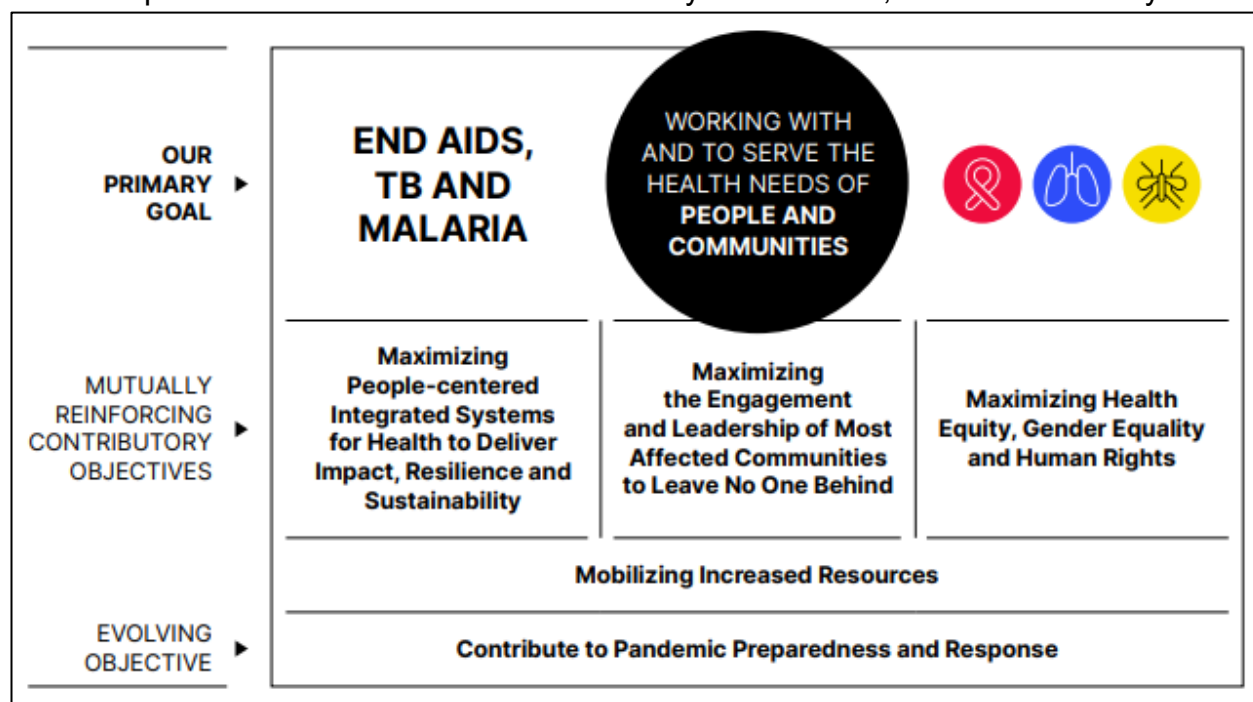 OUR
PRIMARY
GOAL
END AIDS,
TB AND
MALARIA
WORKING WITH
AND TO SERVE THE
HEALTH NEEDS OF
PEOPLE AND
COMMUNITIES
MUTUALLY
REINFORCING
CONTRIBUTORY
OBJECTIVES
Maximizing
People-centered
Integrated Systems
for Health to Deliver
Impact, Resilience and
Sustainability
Maximizing
the Engagement
and Leadership of Most
Affected Communities
to Leave No One Behind
Maximizing Health
Equity, Gender Equality
and Human Rights
Mobilizing Increased Resources
EVOLVING
OBJECTIVE
Contribute to Pandemic Preparedness and Response